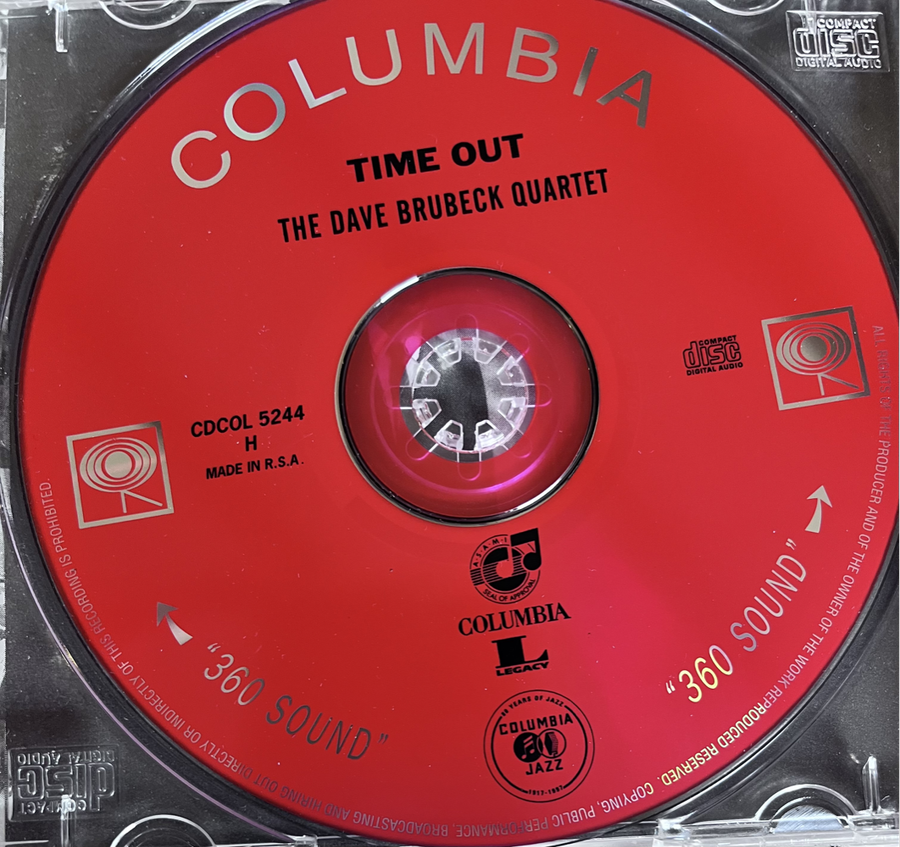 COMPACT
disc
DIGITAL AUDIO
COLUMBIA
TIME OUT
THE DAVE BRUBECK QUARTET
COMPACT
disc
DIGITAL AUDIO
CDCOL 5244
H
MADE IN R.S.A.
A.S.A.M.I
SEAL OF APPROVAL
COLUMBIA
L
LEGACY
80 YEARS OF JAZZ
COLUMBIA
JAZZ
1917-1997
"360 SOUND"
"360 SOUND"
ALL RIGHTS OF THE PRODUCER AND OF THE OWNER OF THE WORK REPRODUCED RESERVED. COPYING, PUBLIC PERFORMANCE, BROADCASTING AND HIRING OUT DIRECTLY OR INDIRECTLY OF THIS RECORDING IS PROHIBITED.
COMPACT
disc
DIGITAL AUDIO